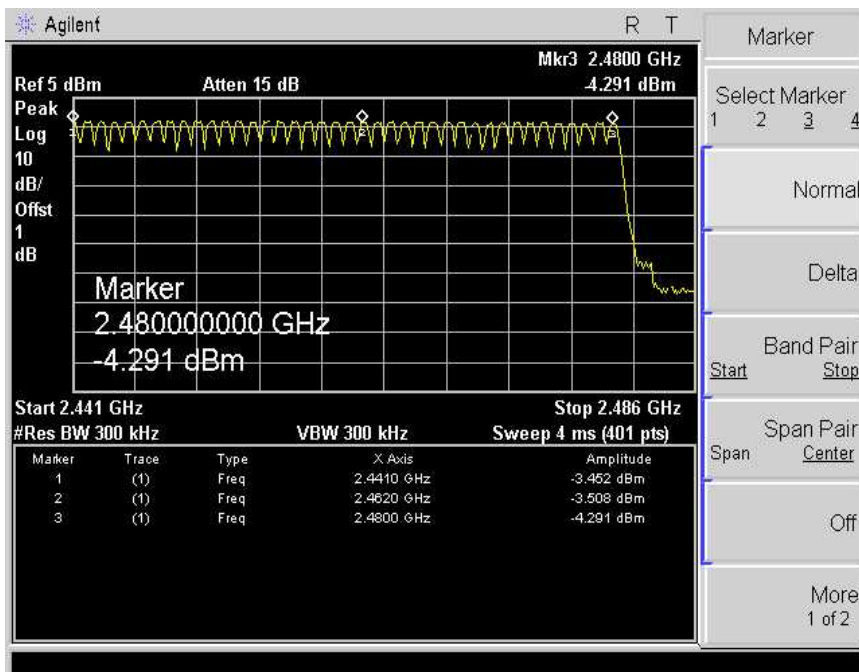 Agilent R T
Mkr3 2.4800 GHz
Ref 5 dBm Atten 15 dB -4.291 dBm
Peak
Log
10
dB/
Offst
1
dB
1 2 3
Marker
2.480000000 GHz
-4.291 dBm
Start 2.441 GHz Stop 2.486 GHz
#Res BW 300 kHz VBW 300 kHz Sweep 4 ms (401 pts)
Marker Trace Type X Axis Amplitude
1 (1) Freq 2.4410 GHz -3.452 dBm
2 (1) Freq 2.4620 GHz -3.508 dBm
3 (1) Freq 2.4800 GHz -4.291 dBm
Marker
Select Marker
1 2 3 4
Normal
Delta
Band Pair
Start Stop
Span Pair
Span Center
Off
More
1 of 2